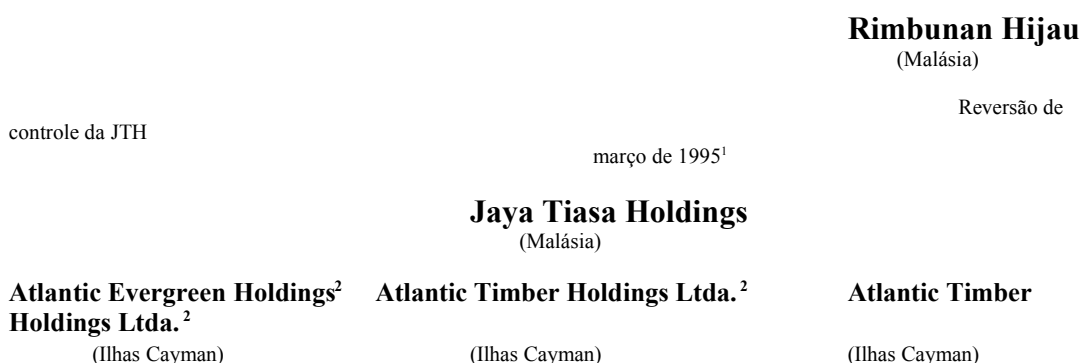 Rimbunan Hijau
(Malásia)
Reversão de
controle da JTH
março de 1995¹
Jaya Tiasa Holdings
(Malásia)
Atlantic Evergreen Holdings² Atlantic Timber Holdings Ltda. ² Atlantic Timber
Holdings Ltda. ²
(Ilhas Cayman) (Ilhas Cayman) (Ilhas Cayman)